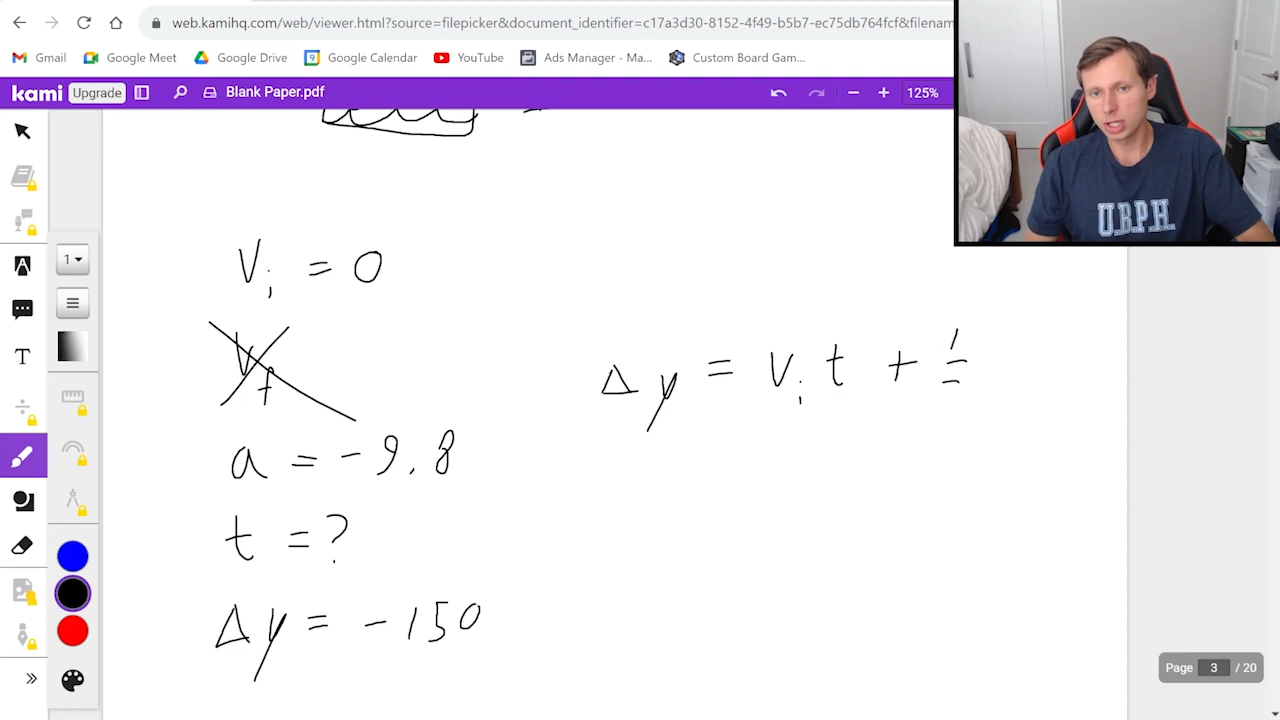 web.kamihq.com/web/viewer.html?source=filepicker&document_identifier=c17a3d30-8152-4f49-b5b7-ec75db764fcf&filenam
Gmail Google Meet Google Drive Google Calendar YouTube Ads Manager - Ma... Custom Board Gam...
kami Upgrade Blank Paper.pdf 125%
U.B.P.H.
1
T
Vi = 0
Vf
Δy = vi t + 1
a = -9.8
t = ?
Δy = -150
Page 3 / 20